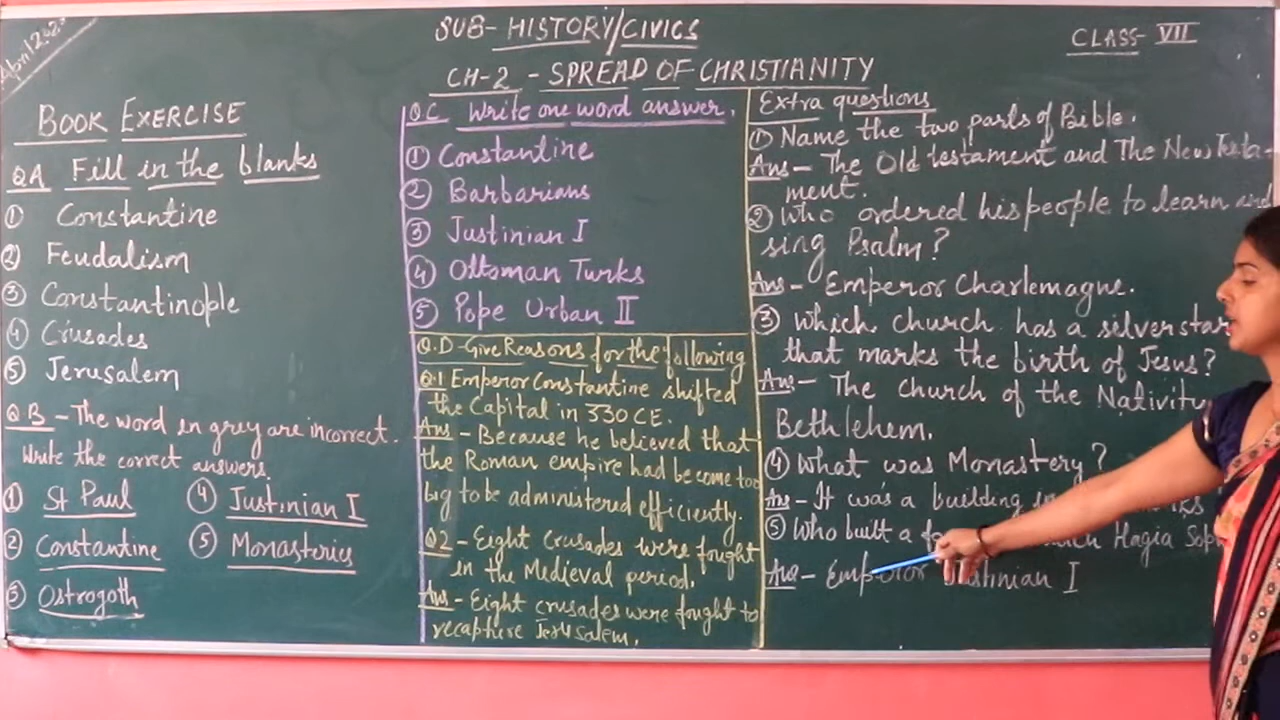 SUB- HISTORY/CIVICS
CLASS- VII
CH-2 - SPREAD OF CHRISTIANITY
BOOK EXERCISE
QA Fill in the blanks
① Constantine
② Feudalism
③ Constantinople
④ Crusades
⑤ Jerusalem
QB - The word in grey are incorrect.
Write the correct answers.
① St Paul
② Constantine
③ Ostrogoth
④ Justinian I
⑤ Monasteries
QC Write one word answer.
① Constantine
② Barbarians
③ Justinian I
④ Ottoman Turks
⑤ Pope Urban II
Q.D- Give Reasons for the following
Q.1 Emperor Constantine shifted
the Capital in 330 CE.
Ans - Because he believed that
the Roman empire had become too
big to be administered efficiently.
Q2- Eight crusades were fought
in the Medieval period.
Ans- Eight crusades were fought to
recapture Jerusalem.
Extra questions
① Name the two parts of Bible.
Ans- The Old testament and The New Testa-
ment.
② Who ordered his people to learn and
sing Psalm?
Ans- Emperor Charlemagne.
③ Which church has a silver star
that marks the birth of Jesus?
Ans- The church of the Nativity
Bethlehem.
④ What was Monastery?
Ans- It was a building
⑤ Who built a Hagia
Ans- Emperor Justinian I